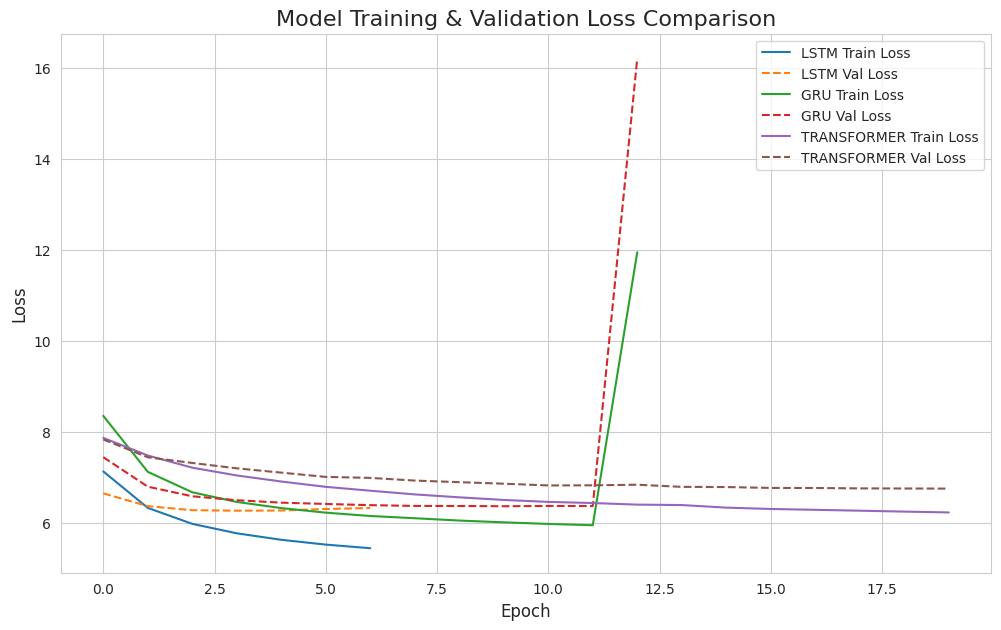 Model Training & Validation Loss Comparison
LSTM Train Loss
LSTM Val Loss
GRU Train Loss
GRU Val Loss
TRANSFORMER Train Loss
TRANSFORMER Val Loss
Loss
16
14
12
10
8
6
0.0 2.5 5.0 7.5 10.0 12.5 15.0 17.5
Epoch